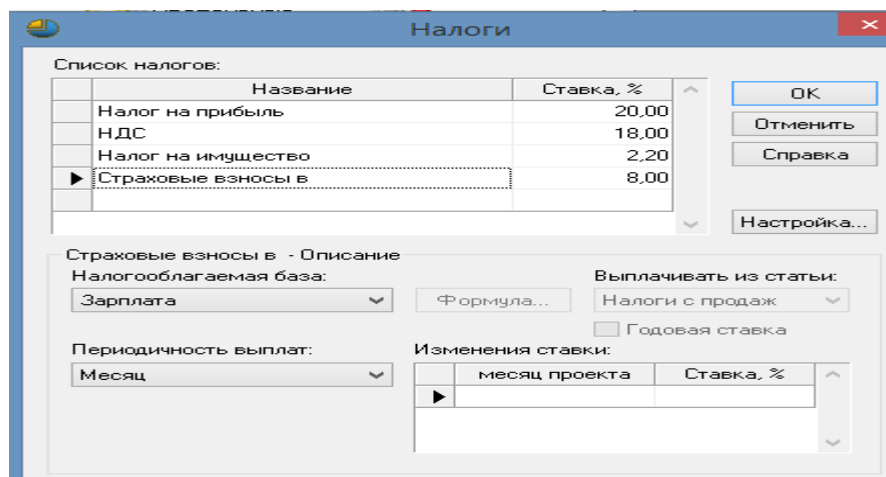 Налоги
Список налогов:
Название Ставка, %
Налог на прибыль 20,00
НДС 18,00
Налог на имущество 2,20
Страховые взносы в 8,00
ОК
Отменить
Справка
Настройка...
Страховые взносы в - Описание
Налогооблагаемая база:
Зарплата
Формула...
Выплачивать из статьи:
Налоги с продаж
Годовая ставка
Периодичность выплат:
Месяц
Изменения ставки:
месяц проекта Ставка, %